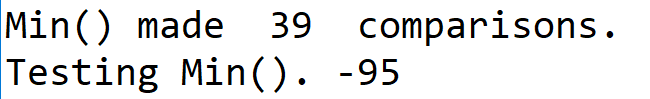 Min() made  39  comparisons.
Testing Min(). -95